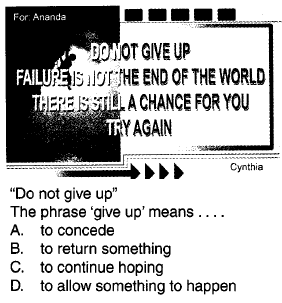 For: Ananda
DO NOT GIVE UP
FAILURE IS NOT THE END OF THE WORLD
THERE IS STILL A CHANCE FOR YOU
TRY AGAIN
Cynthia
“Do not give up”
The phrase ‘give up’ means . . . .
A. to concede
B. to return something
C. to continue hoping
D. to allow something to happen